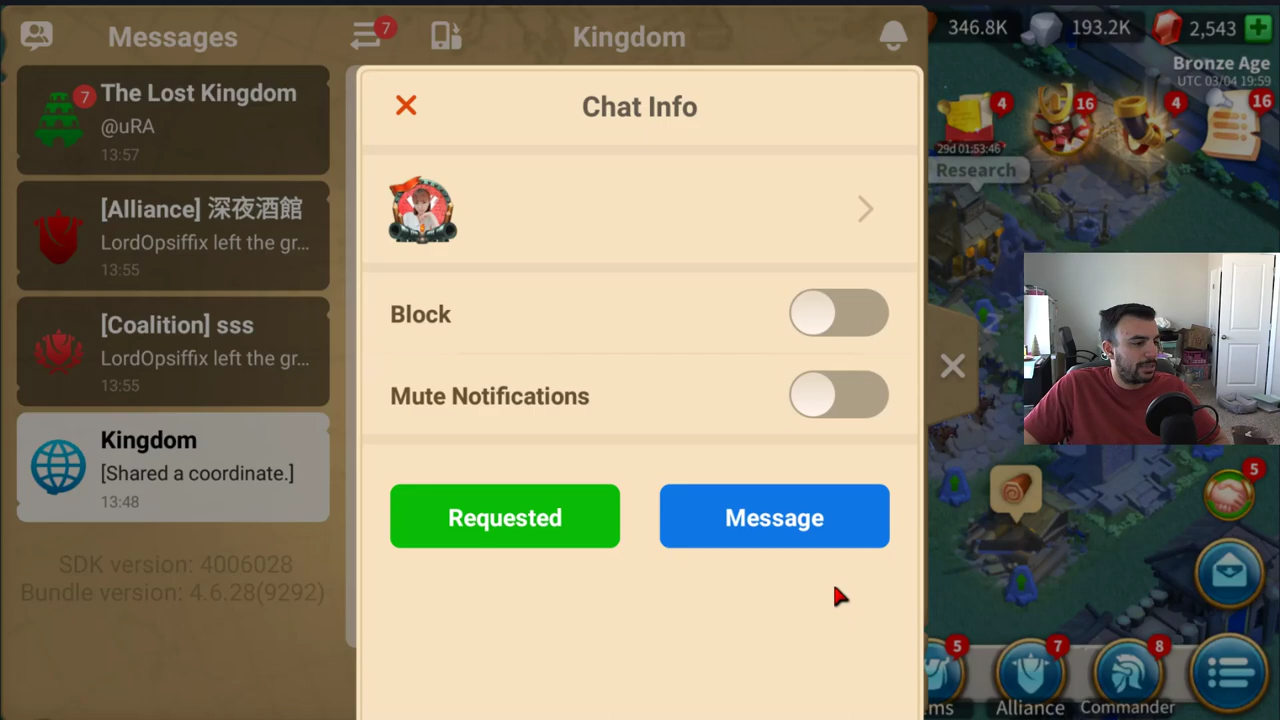 Messages
7
Kingdom
7
The Lost Kingdom
@uRA
13:57
[Alliance] 深夜酒館
LordOpsiffix left the gr...
13:55
[Coalition] sss
LordOpsiffix left the gr...
13:55
Kingdom
[Shared a coordinate.]
13:48
SDK version: 4006028
Bundle version: 4.6.28(9292)
Chat Info
Block
Mute Notifications
Requested
Message
346.8K
193.2K
2,543
Bronze Age
UTC 03/04 19:59
4
16
4
16
29d 01:53:46
Research
5
5
7
8
ms
Alliance
Commander